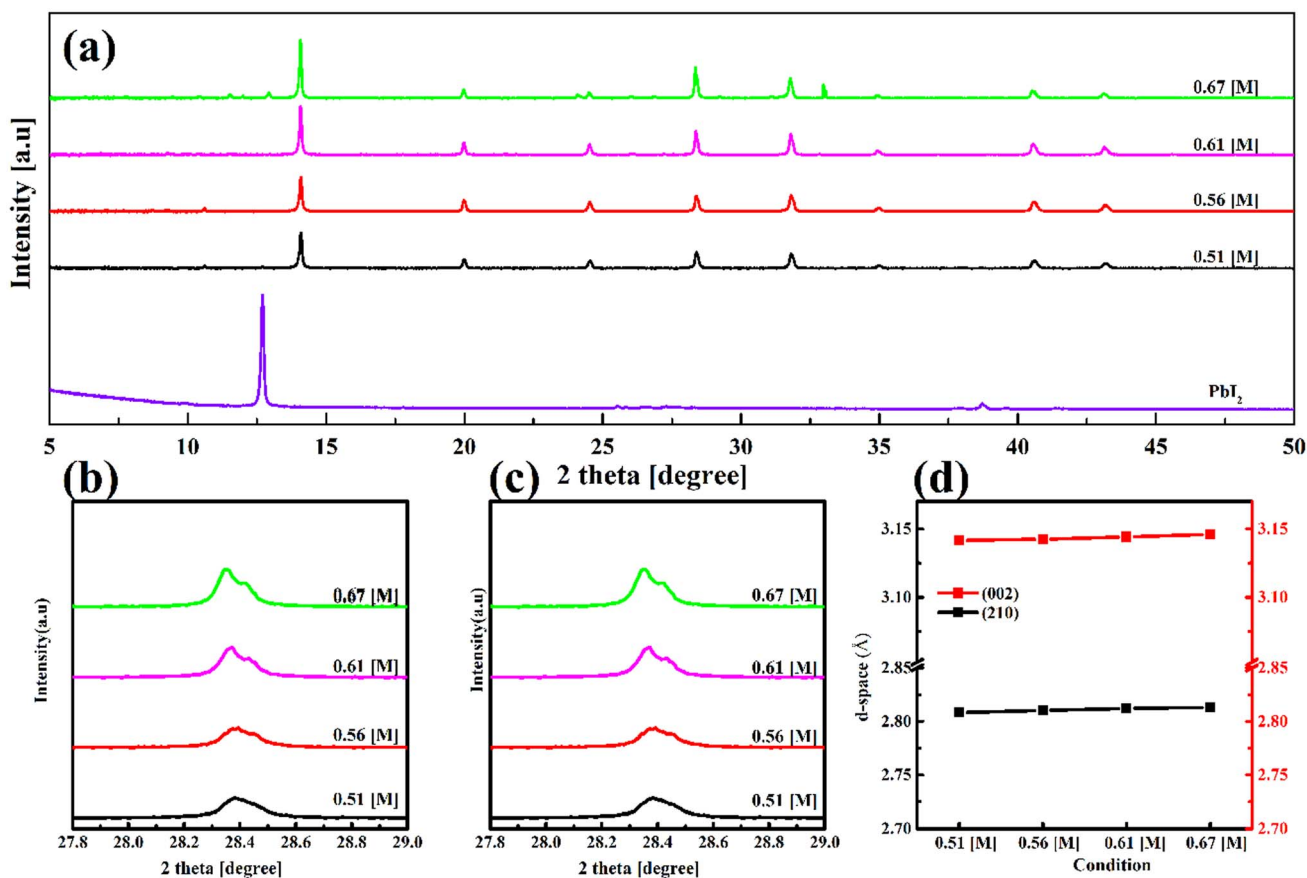 (a)
Intensity [a.u]
0.67 [M]
0.61 [M]
0.56 [M]
0.51 [M]
PbI₂
5 10 15 20 25 30 35 40 45 50
2 theta [degree]
(b)
Intensity(a.u)
0.67 [M]
0.61 [M]
0.56 [M]
0.51 [M]
27.8 28.0 28.2 28.4 28.6 28.8 29.0
2 theta [degree]
(c)
Intensity(a.u)
0.67 [M]
0.61 [M]
0.56 [M]
0.51 [M]
27.8 28.0 28.2 28.4 28.6 28.8 29.0
2 theta [degree]
(d)
d-space (Å)
3.15 3.15
3.10 3.10
(002)
(210)
2.85 2.85
2.80 2.80
2.75 2.75
2.70 2.70
0.51 [M] 0.56 [M] 0.61 [M] 0.67 [M]
Condition